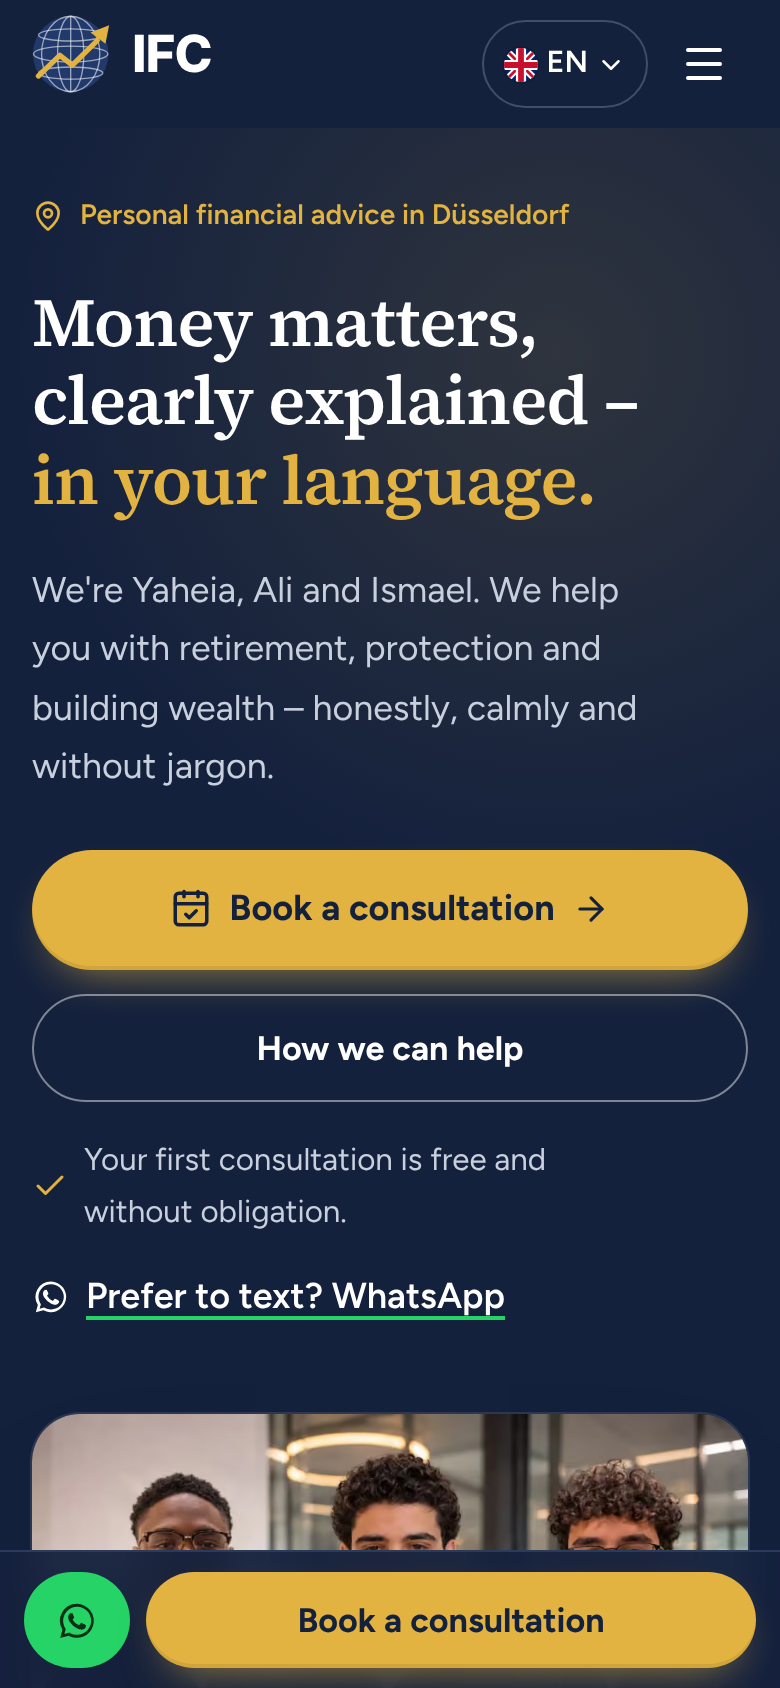 IFC
EN
Personal financial advice in Düsseldorf
Money matters,
clearly explained –
in your language.
We're Yaheia, Ali and Ismael. We help
you with retirement, protection and
building wealth – honestly, calmly and
without jargon.
Book a consultation
How we can help
Your first consultation is free and
without obligation.
Prefer to text? WhatsApp
Book a consultation